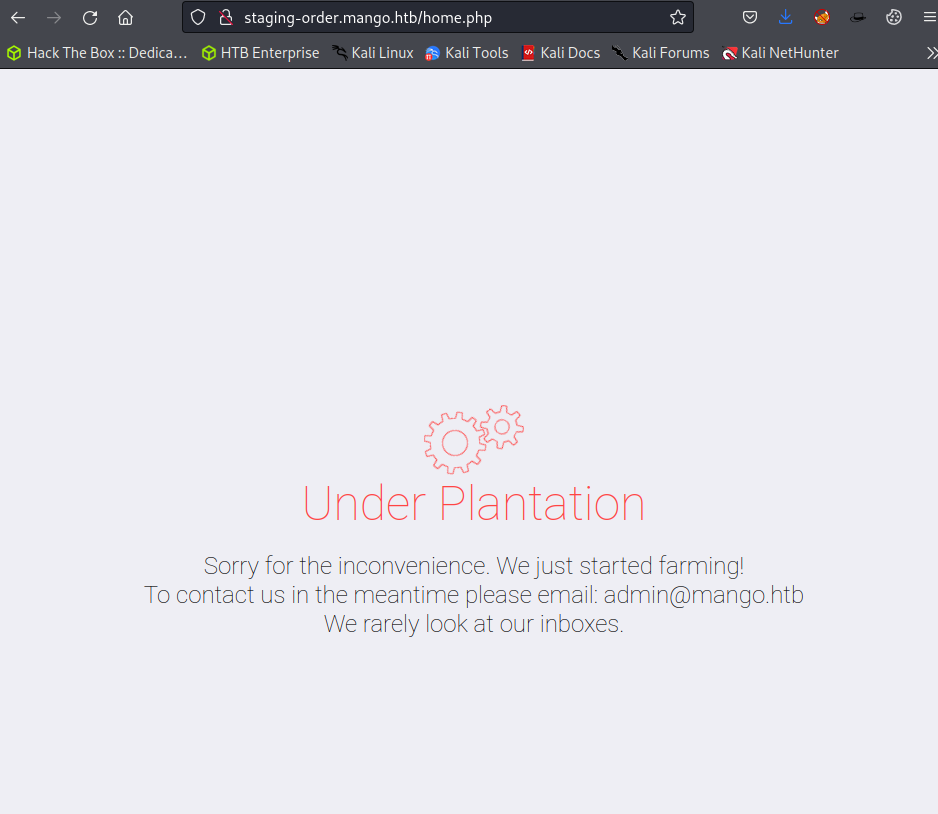 staging-order.mango.htb/home.php
Hack The Box :: Dedica… HTB Enterprise Kali Linux Kali Tools Kali Docs Kali Forums Kali NetHunter
Under Plantation
Sorry for the inconvenience. We just started farming!
To contact us in the meantime please email: admin@mango.htb
We rarely look at our inboxes.